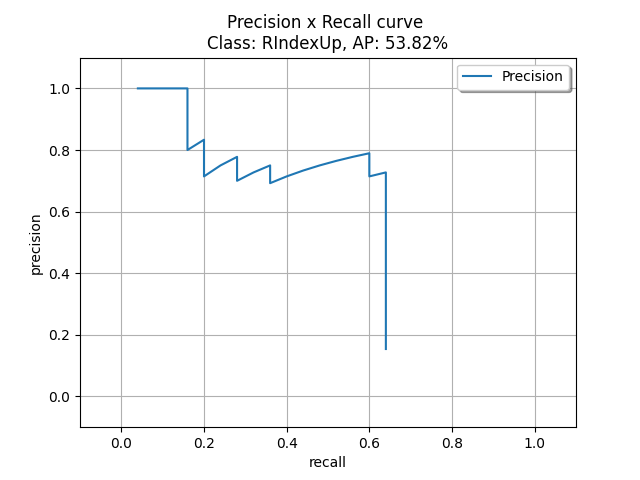 Precision x Recall curve
Class: RIndexUp, AP: 53.82%
Precision
1.0
0.8
0.6
0.4
0.2
0.0
precision
0.0 0.2 0.4 0.6 0.8 1.0
recall